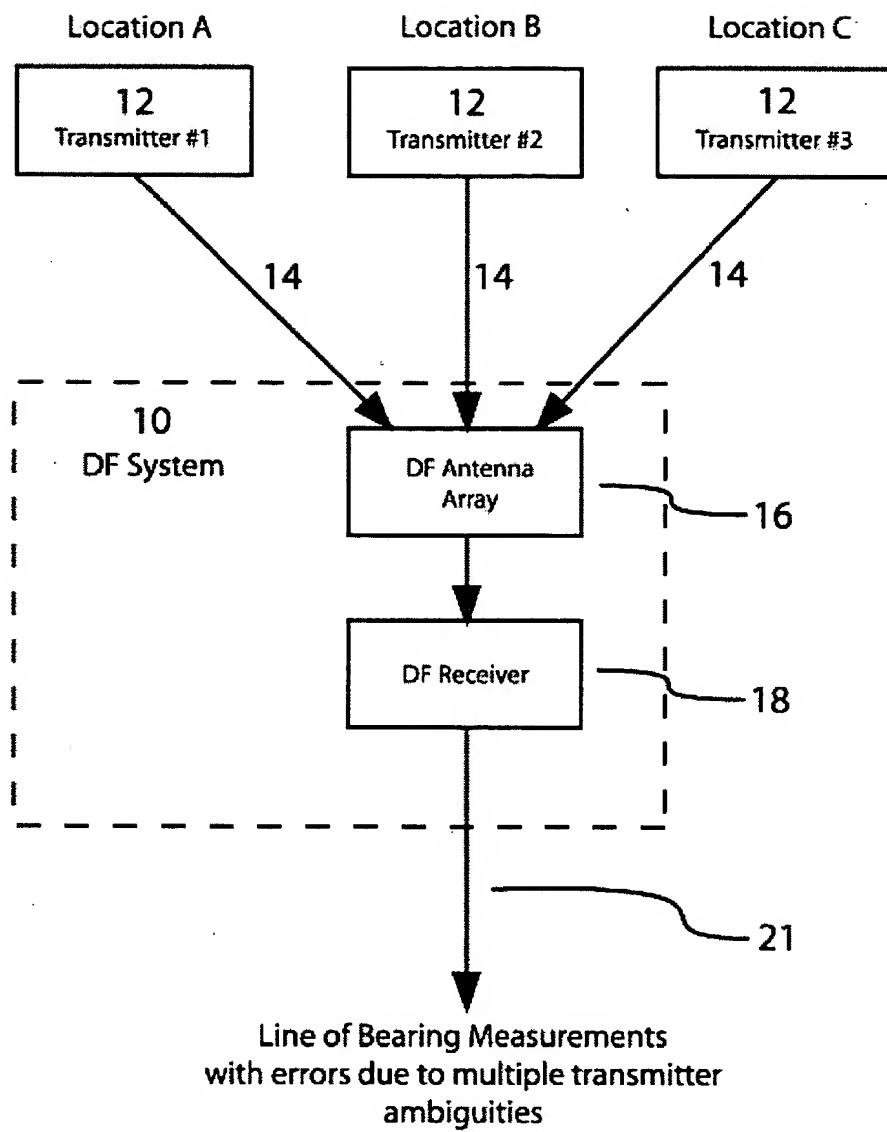 Location A
Location B
Location C
12
Transmitter #1
12
Transmitter #2
12
Transmitter #3
14
14
14
10
DF System
DF Antenna
Array
16
DF Receiver
18
21
Line of Bearing Measurements
with errors due to multiple transmitter
ambiguities